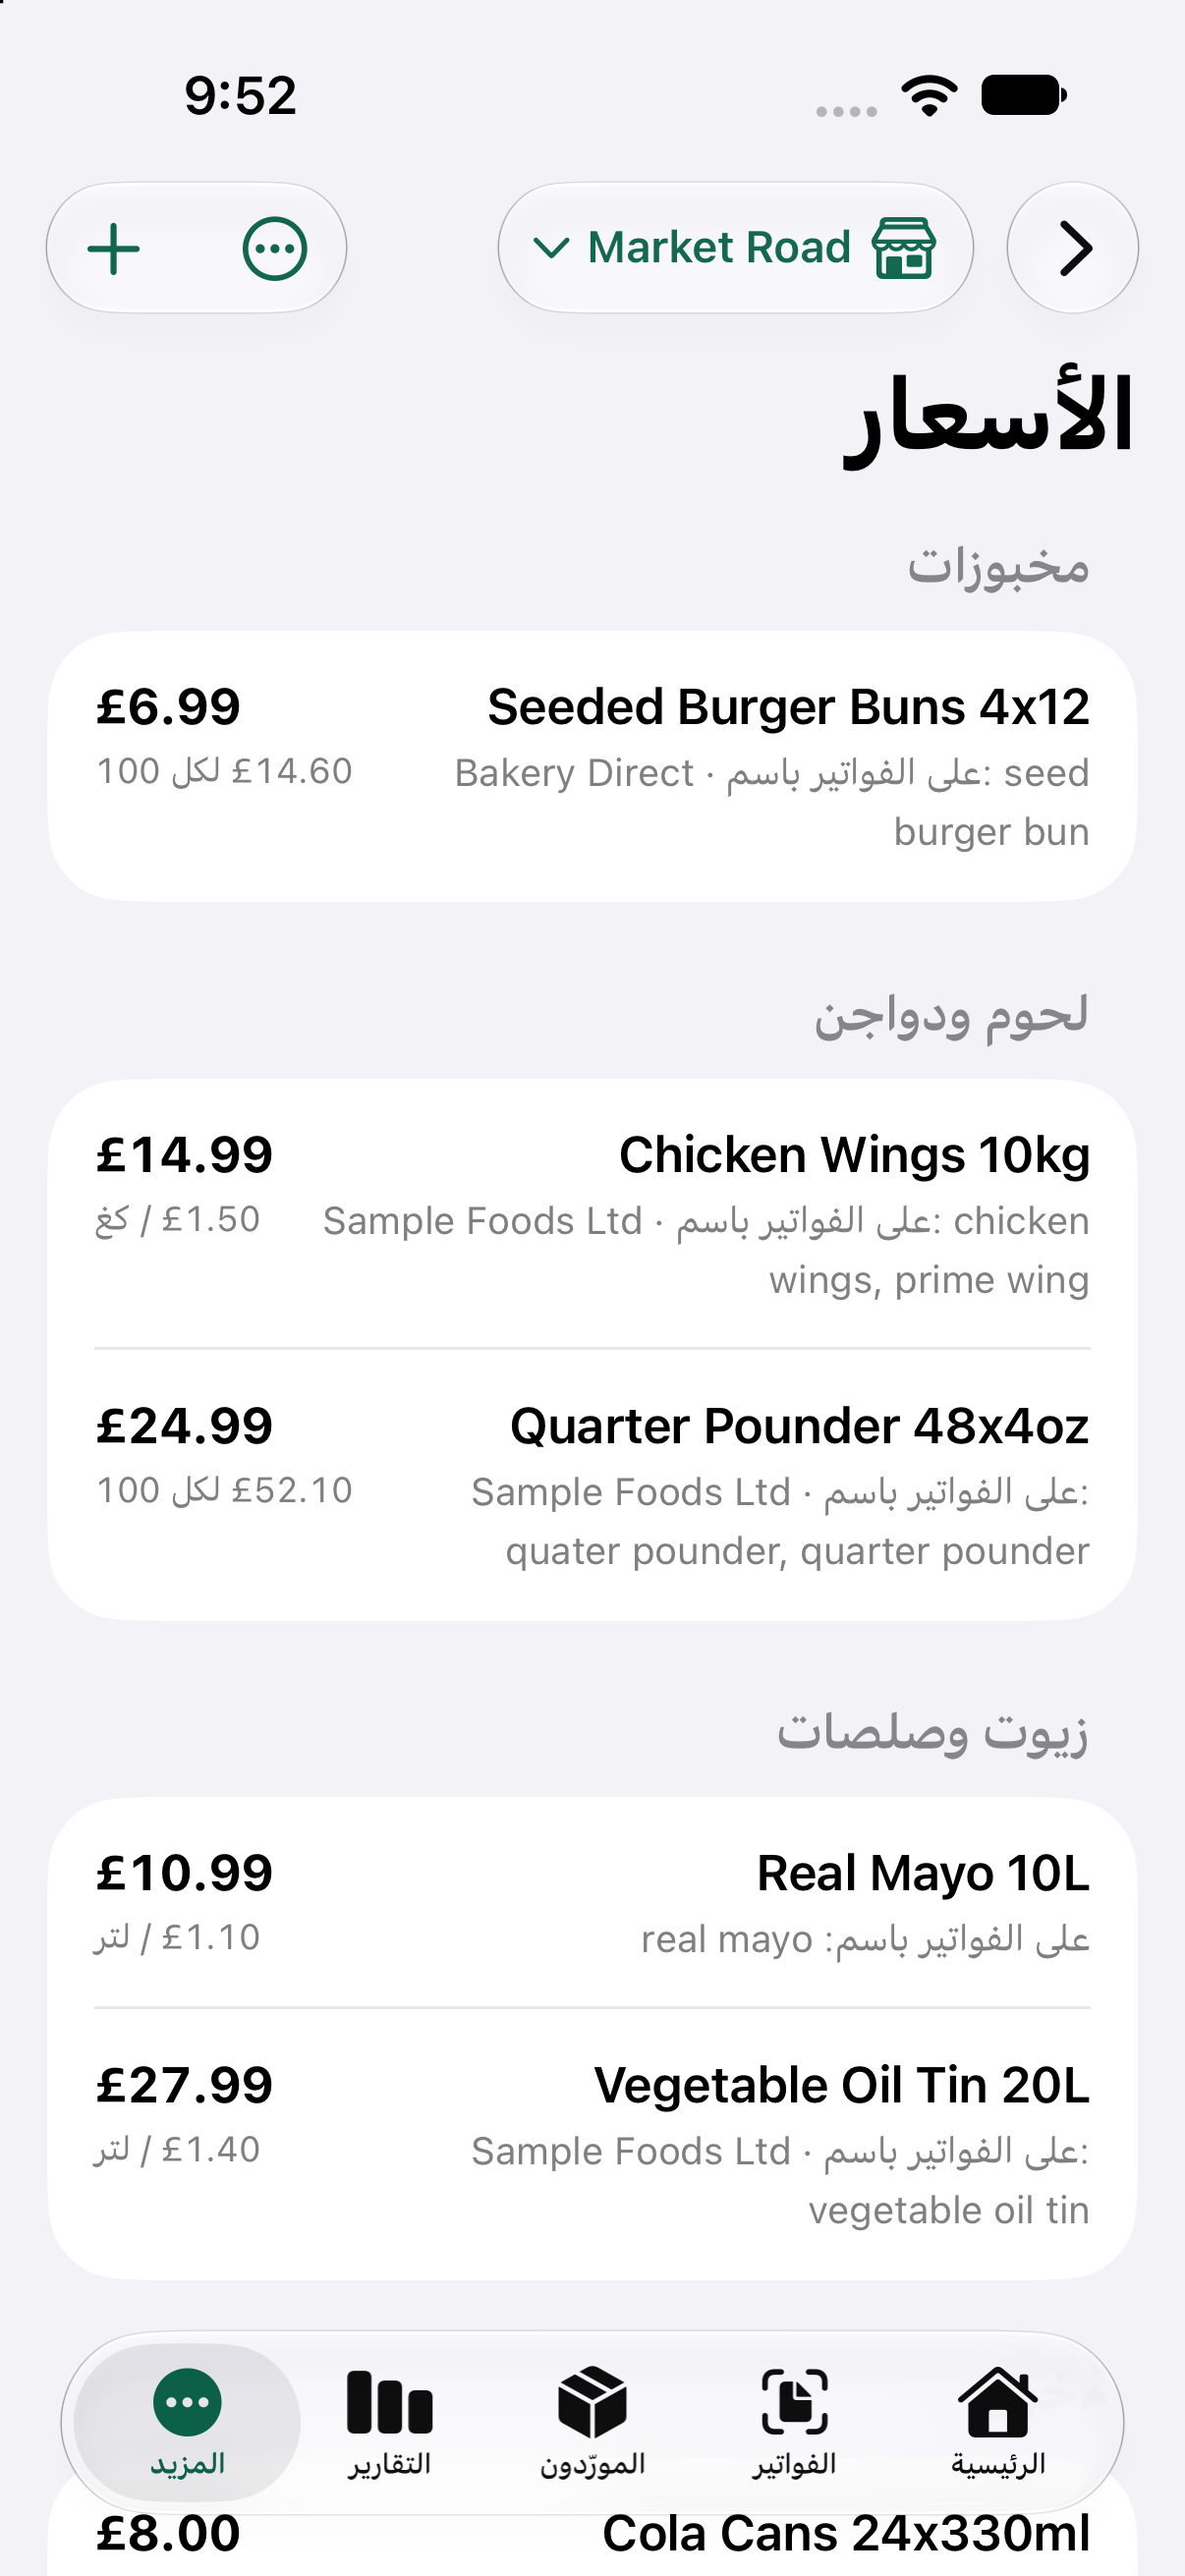 9:52
Market Road
الأسعار
مخبوزات
Seeded Burger Buns 4x12
£6.99
Bakery Direct · على الفواتير باسم: seed
burger bun
£14.60 لكل 100
لحوم ودواجن
Chicken Wings 10kg
£14.99
Sample Foods Ltd · على الفواتير باسم: chicken
wings, prime wing
£1.50 / كغ
Quarter Pounder 48x4oz
£24.99
Sample Foods Ltd · على الفواتير باسم:
quater pounder, quarter pounder
£52.10 لكل 100
زيوت وصلصات
Real Mayo 10L
£10.99
على الفواتير باسم: real mayo
£1.10 / لتر
Vegetable Oil Tin 20L
£27.99
Sample Foods Ltd · على الفواتير باسم:
vegetable oil tin
£1.40 / لتر
الرئيسية
الفواتير
المورّدون
التقارير
المزيد
Cola Cans 24x330ml
£8.00